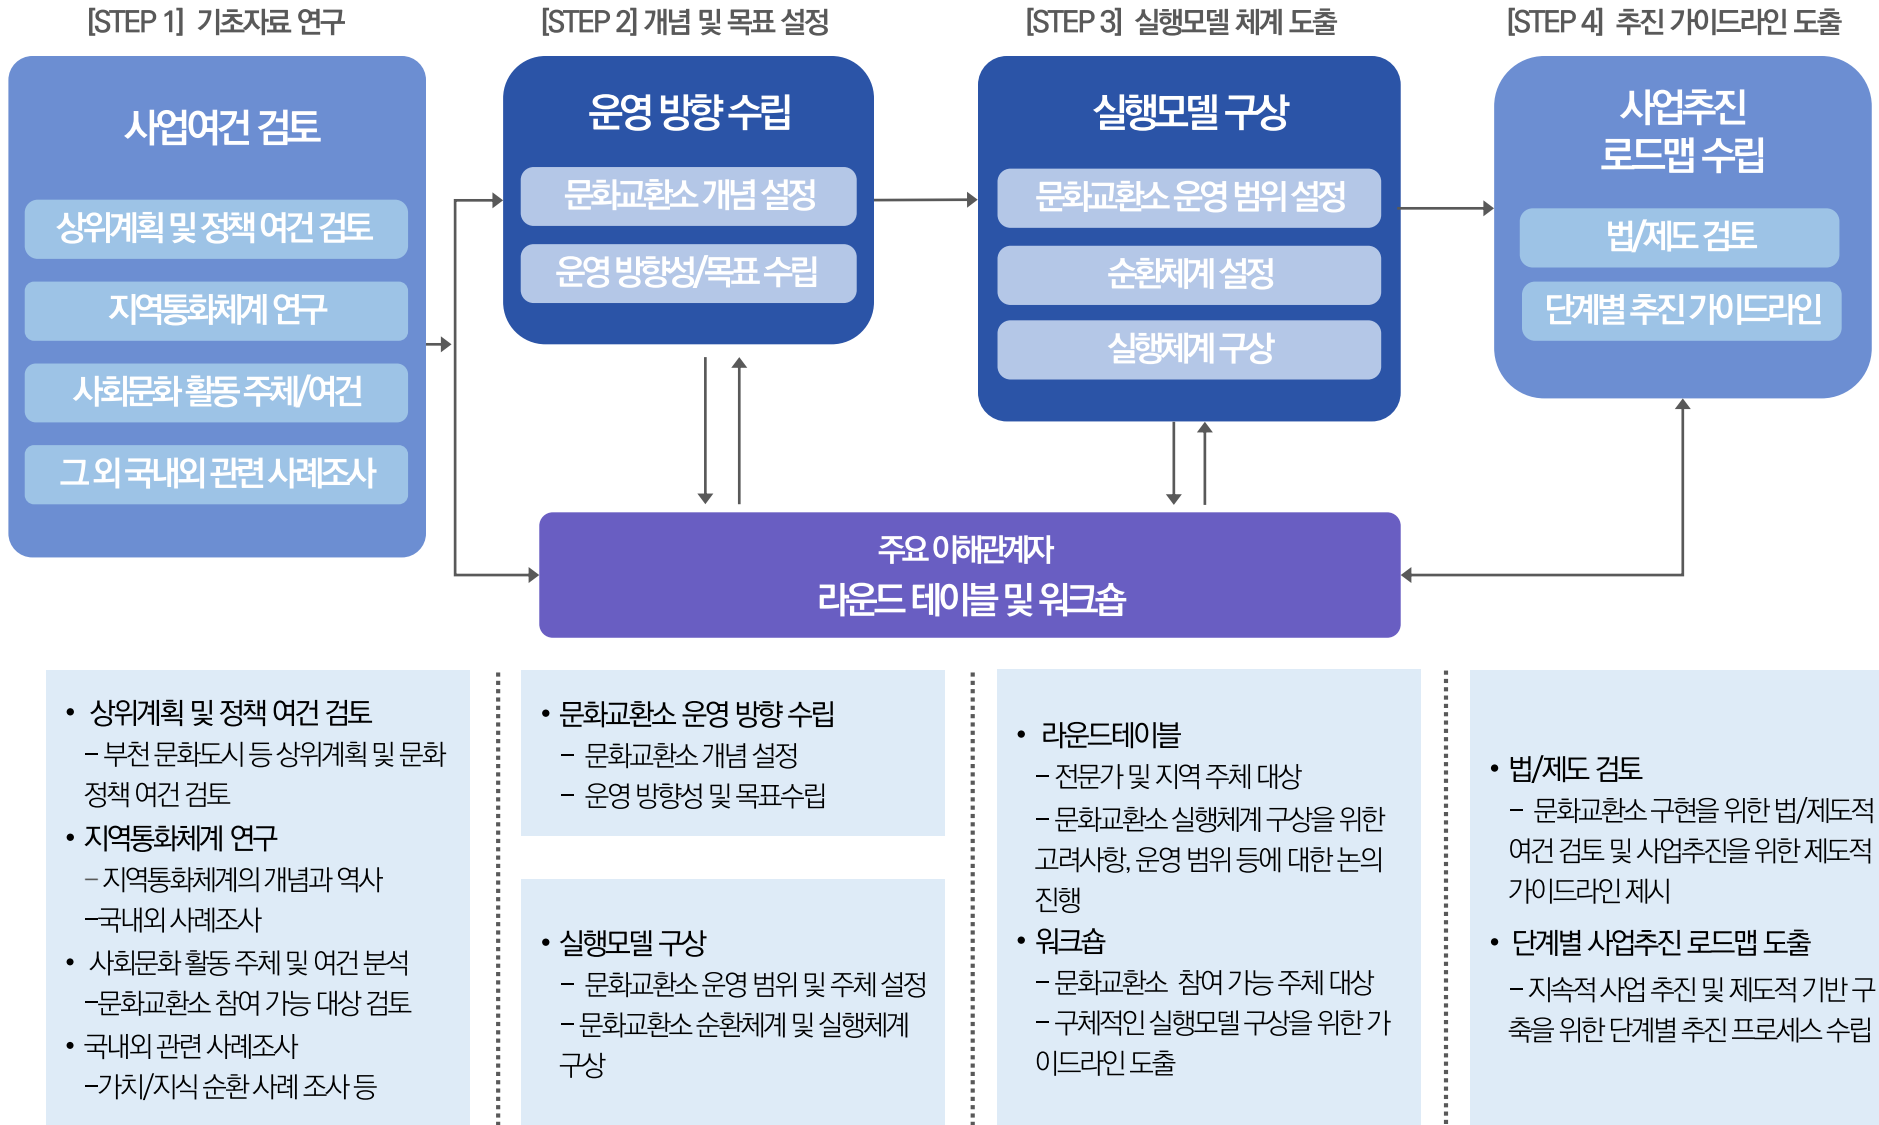 [STEP 1] 기초자료 연구
사업여건 검토
상위계획 및 정책 여건 검토
지역통화체계 연구
사회문화 활동 주체/여건
그 외 국내외 관련 사례조사
[STEP 2] 개념 및 목표 설정
운영 방향 수립
문화교환소 개념 설정
운영 방향성/목표 수립
[STEP 3] 실행모델 체계 도출
실행모델 구상
문화교환소 운영 범위 설정
순환체계 설정
실행체계 구상
[STEP 4] 추진 가이드라인 도출
사업추진
로드맵 수립
법/제도 검토
단계별 추진 가이드라인
주요 이해관계자
라운드 테이블 및 워크숍
• 상위계획 및 정책 여건 검토
– 부천 문화도시 등 상위계획 및 문화
정책 여건 검토
• 지역통화체계 연구
– 지역통화체계의 개념과 역사
–국내외 사례조사
• 사회문화 활동 주체 및 여건 분석
–문화교환소 참여 가능 대상 검토
• 국내외 관련 사례조사
–가치/지식 순환 사례 조사 등
• 문화교환소 운영 방향 수립
– 문화교환소 개념 설정
– 운영 방향성 및 목표수립
• 실행모델 구상
– 문화교환소 운영 범위 및 주체 설정
– 문화교환소 순환체계 및 실행체계
구상
• 라운드테이블
– 전문가 및 지역 주체 대상
– 문화교환소 실행체계 구상을 위한
고려사항, 운영 범위 등에 대한 논의
진행
• 워크숍
– 문화교환소 참여 가능 주체 대상
– 구체적인 실행모델 구상을 위한 가
이드라인 도출
• 법/제도 검토
– 문화교환소 구현을 위한 법/제도적
여건 검토 및 사업추진을 위한 제도적
가이드라인 제시
• 단계별 사업추진 로드맵 도출
– 지속적 사업 추진 및 제도적 기반 구
축을 위한 단계별 추진 프로세스 수립